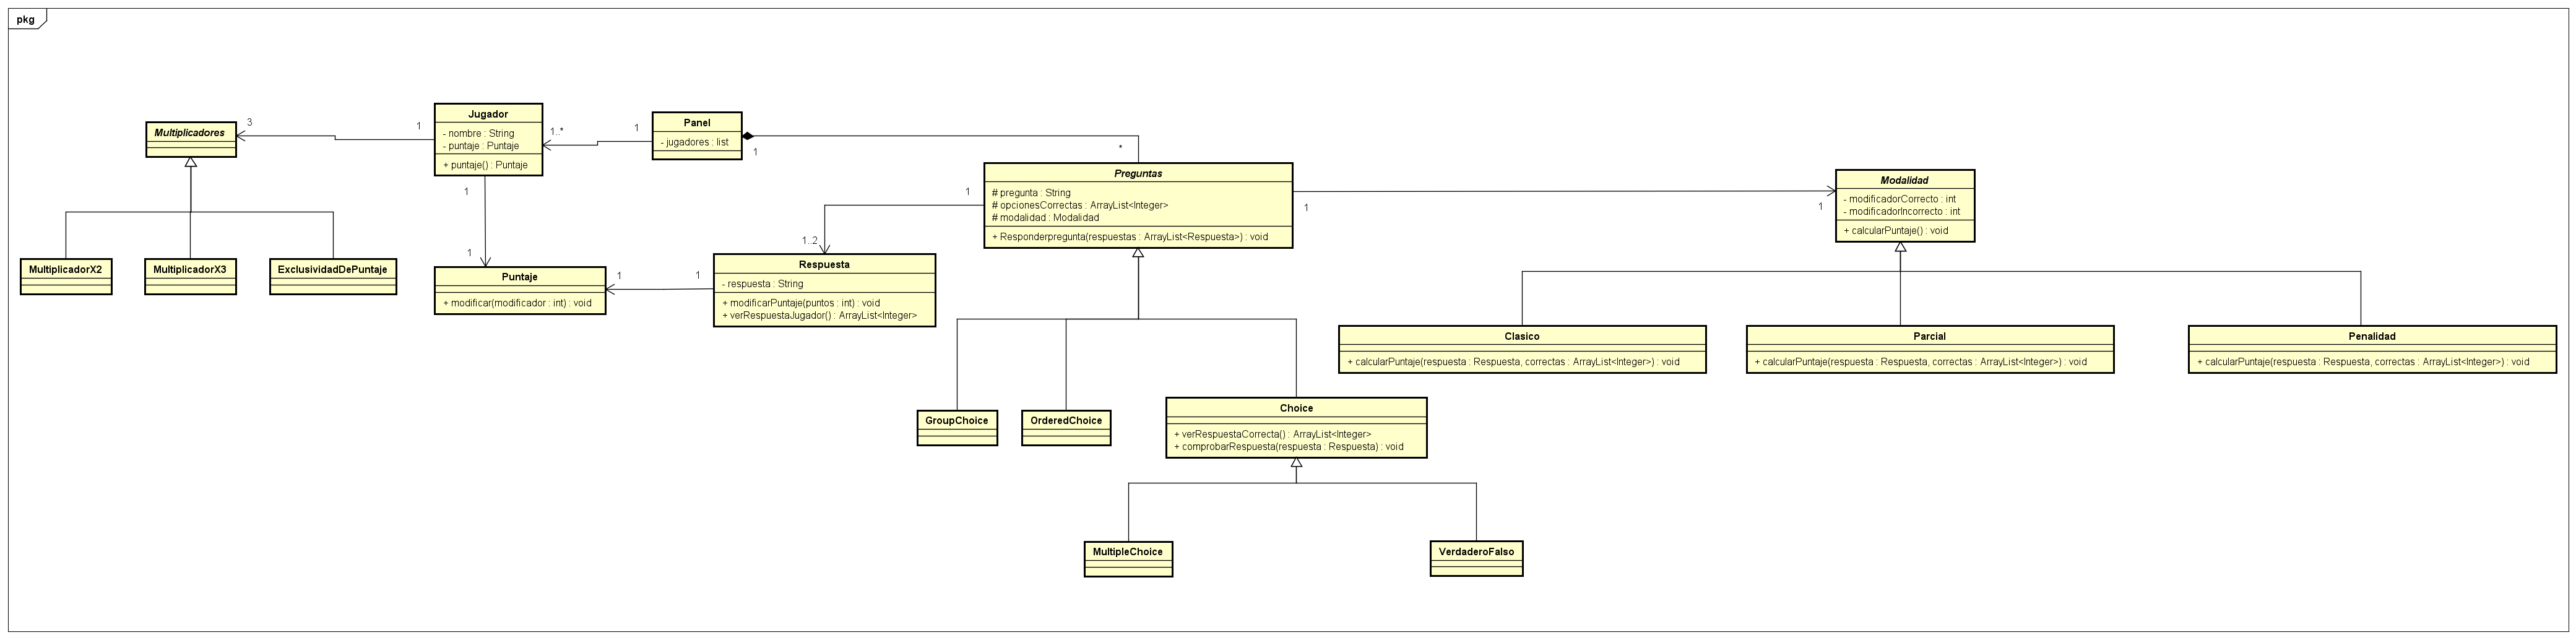 pkg
Multiplicadores
3
1
Jugador
- nombre : String
- puntaje : Puntaje
+ puntaje() : Puntaje
1..*
1
Panel
- jugadores : list
1
*
Preguntas
# pregunta : String
# opcionesCorrectas : ArrayList<Integer>
# modalidad : Modalidad
+ Responderpregunta(respuestas : ArrayList<Respuesta>) : void
1
1
1
Modalidad
- modificadorCorrecto : int
- modificadorIncorrecto : int
+ calcularPuntaje() : void
1
1
1..2
MultiplicadorX2
MultiplicadorX3
ExclusividadDePuntaje
Puntaje
+ modificar(modificador : int) : void
1
1
Respuesta
- respuesta : String
+ modificarPuntaje(puntos : int) : void
+ verRespuestaJugador() : ArrayList<Integer>
Clasico
+ calcularPuntaje(respuesta : Respuesta, correctas : ArrayList<Integer>) : void
Parcial
+ calcularPuntaje(respuesta : Respuesta, correctas : ArrayList<Integer>) : void
Penalidad
+ calcularPuntaje(respuesta : Respuesta, correctas : ArrayList<Integer>) : void
GroupChoice
OrderedChoice
Choice
+ verRespuestaCorrecta() : ArrayList<Integer>
+ comprobarRespuesta(respuesta : Respuesta) : void
MultipleChoice
VerdaderoFalso